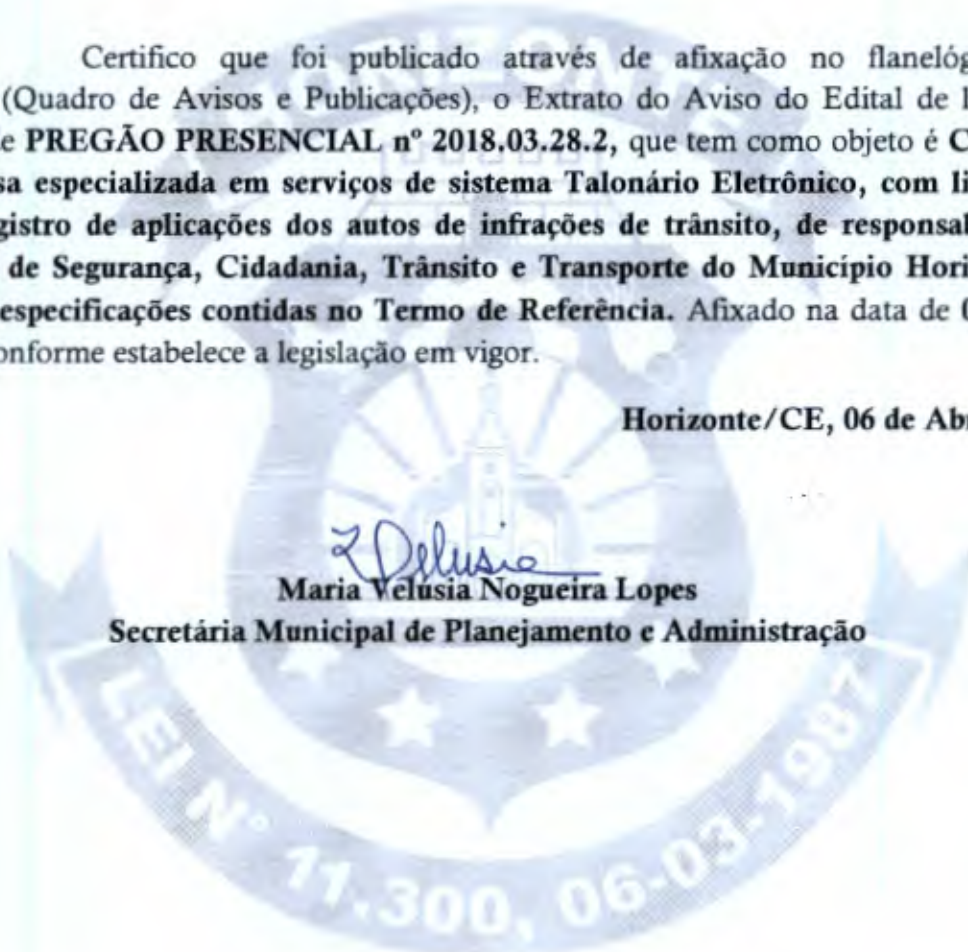 Certifico que foi publicado através de afixação no flanelóg
(Quadro de Avisos e Publicações), o Extrato do Aviso do Edital de
e PREGÃO PRESENCIAL nº 2018.03.28.2, que tem como objeto é C
sa especializada em serviços de sistema Talonário Eletrônico, com li
gistro de aplicações dos autos de infrações de trânsito, de responsal
de Segurança, Cidadania, Trânsito e Transporte do Município Hori
especificações contidas no Termo de Referência. Afixado na data de
onforme estabelece a legislação em vigor.
Horizonte/CE, 06 de Ab
Maria Velúsia Nogueira Lopes
Secretária Municipal de Planejamento e Administração
HORIZONTE
LEI Nº 11.300, 06-03-1987